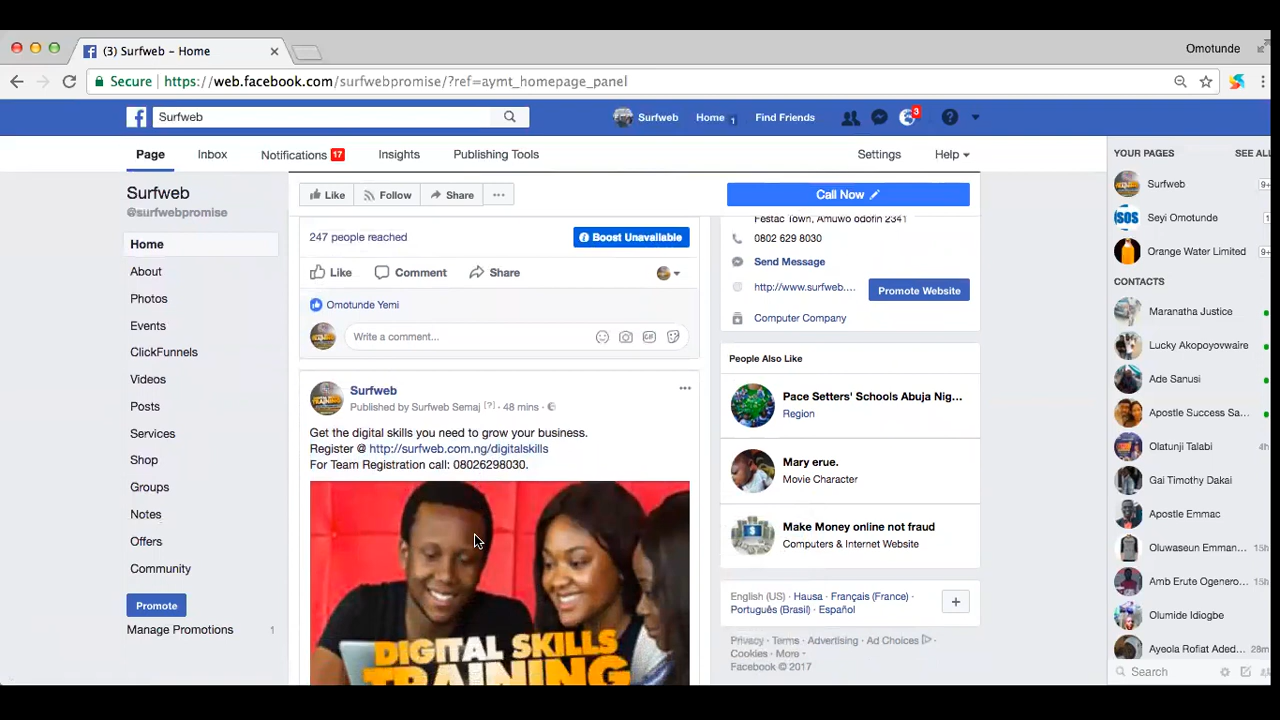 (3) Surfweb – Home
Omotunde
Secure
https://web.facebook.com/surfwebpromise/?ref=aymt_homepage_panel
Surfweb
Surfweb
Home 1
Find Friends
3
Page
Inbox
Notifications 17
Insights
Publishing Tools
Settings
Help
Surfweb
@surfwebpromise
Home
About
Photos
Events
ClickFunnels
Videos
Posts
Services
Shop
Groups
Notes
Offers
Community
Promote
Manage Promotions 1
Like
Follow
Share
Call Now
247 people reached
Boost Unavailable
Like
Comment
Share
Omotunde Yemi
Write a comment...
GIF
Surfweb
Published by Surfweb Semaj [?] · 48 mins ·
Get the digital skills you need to grow your business.
Register @ http://surfweb.com.ng/digitalskills
For Team Registration call: 08026298030.
DIGITAL SKILLS
TRAINING
Festac Town, Amuwo odofin 2341
0802 629 8030
Send Message
http://www.surfweb....
Promote Website
Computer Company
People Also Like
Pace Setters' Schools Abuja Nig...
Region
Mary erue.
Movie Character
Make Money online not fraud
Computers & Internet Website
English (US) · Hausa · Français (France) ·
Português (Brasil) · Español
Privacy · Terms · Advertising · Ad Choices ·
Cookies · More
Facebook © 2017
YOUR PAGES
SEE ALL
Surfweb
9+
Seyi Omotunde
Orange Water Limited
9+
CONTACTS
Maranatha Justice
Lucky Akopoyovwaire
Ade Sanusi
Apostle Success Sa...
Olatunji Talabi
4h
Gai Timothy Dakai
Apostle Emmac
Oluwaseun Emman...
Amb Erute Ogenero...
Olumide Idiogbe
Ayeola Rofiat Aded...
28m
Search